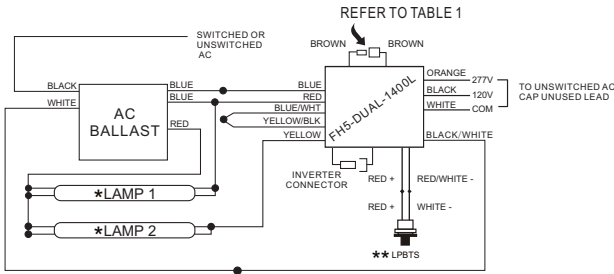 REFER TO TABLE 1
SWITCHED OR
UNSWITCHED
AC
BROWN
BROWN
BLACK
WHITE
AC
BALLAST
BLUE
BLUE
RED
BLUE
RED
BLUE/WHT
YELLOW/BLK
YELLOW
FH5-DUAL-1400L
ORANGE
277V
BLACK
120V
WHITE
COM
TO UNSWITCHED AC
CAP UNUSED LEAD
BLACK/WHITE
INVERTER
CONNECTOR
RED +
RED/WHITE -
RED +
WHITE -
** LPBTS
*LAMP 1
*LAMP 2